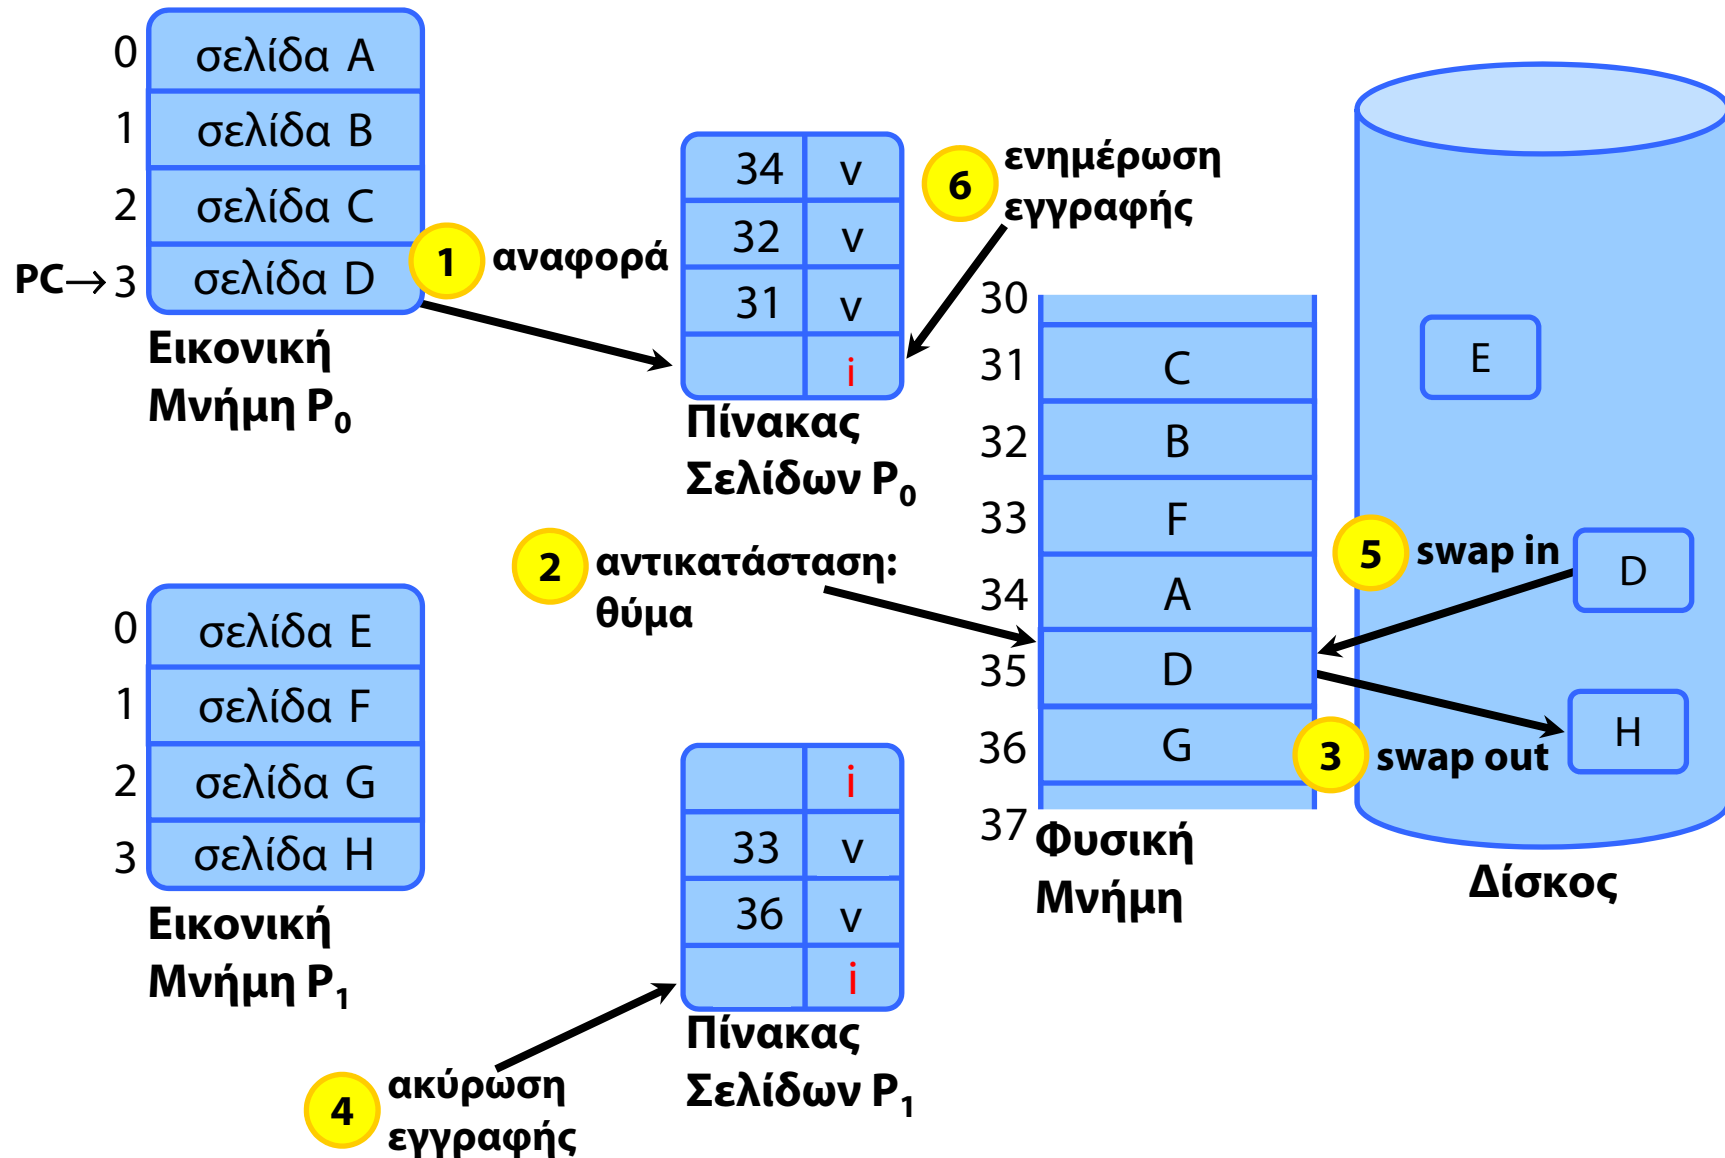 0 σελίδα A
1 σελίδα B
2 σελίδα C
PC→ 3 σελίδα D
Εικονική
Μνήμη P0
1 αναφορά
34 v
32 v
31 v
i
Πίνακας
Σελίδων P0
6 ενημέρωση
εγγραφής
2 αντικατάσταση:
θύμα
30
31 C
32 B
33 F
34 A
35 D
36 G
37
Φυσική
Μνήμη
E
5 swap in
D
3 swap out
H
Δίσκος
0 σελίδα E
1 σελίδα F
2 σελίδα G
3 σελίδα H
Εικονική
Μνήμη P1
i
33 v
36 v
i
Πίνακας
Σελίδων P1
4 ακύρωση
εγγραφής